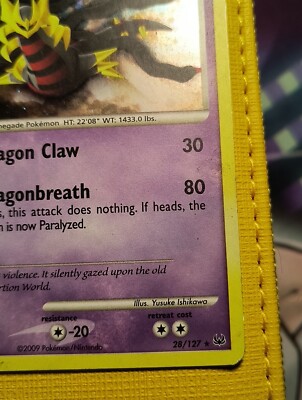 enegade Pokémon. HT: 22'08" WT: 1433.0 lbs.
agon Claw 30
agonbreath 80
s, this attack does nothing. If heads, the
n is now Paralyzed.
violence. It silently gazed upon the old
rtion World.
Illus. Yusuke Ishikawa
resistance retreat cost
-20
©2009 Pokémon/Nintendo 28/127 ★